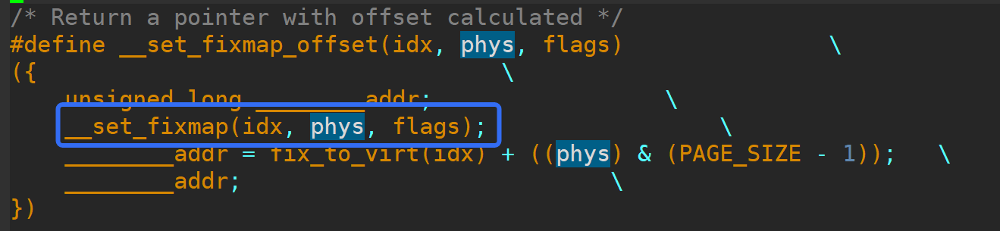 /* Return a pointer with offset calculated */
#define __set_fixmap_offset(idx, phys, flags) \
({ \
unsigned long ________addr; \
__set_fixmap(idx, phys, flags); \
________addr = fix_to_virt(idx) + ((phys) & (PAGE_SIZE - 1)); \
________addr; \
})